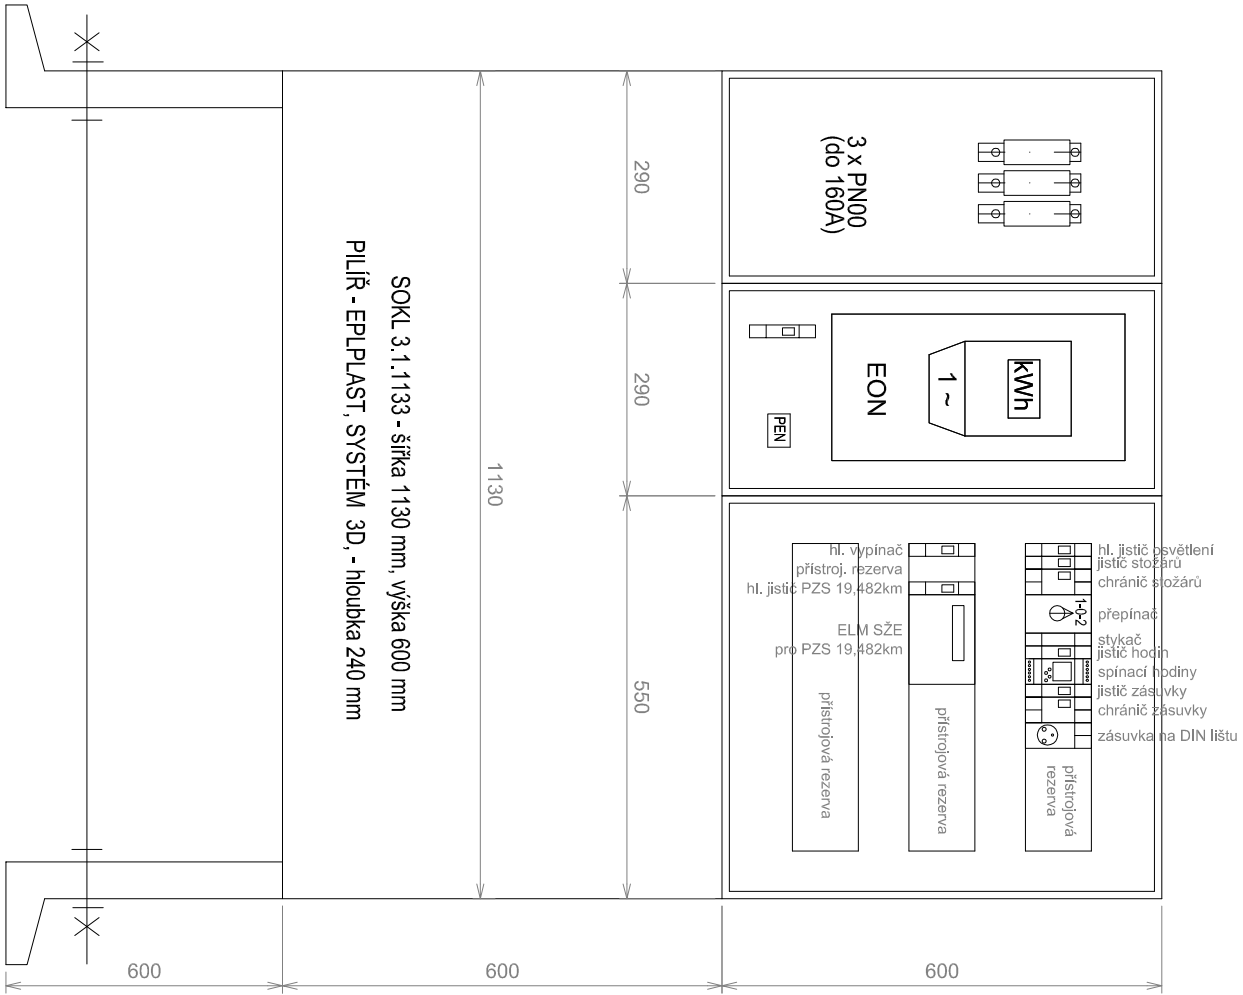 3 x PN00
(do 160A)
290
290
550
1130
kWh
1 ~
EON
PEN
SOKL 3.1.1133 - šířka 1130 mm, výška 600 mm
PILÍŘ - EPLPLAST, SYSTÉM 3D, - hloubka 240 mm
hl. vypínač
přístroj. rezerva
hl. jistič PZS 19,482km
ELM SŽE
pro PZS 19,482km
přístrojová rezerva
přístrojová rezerva
hl. jistič osvětlení
jistič stožárů
chránič stožárů
1-0-2
přepínač
stykač
jistič hodin
spínací hodiny
jistič zásuvky
chránič zásuvky
zásuvka na DIN lištu
přístrojová
rezerva
600
600
600